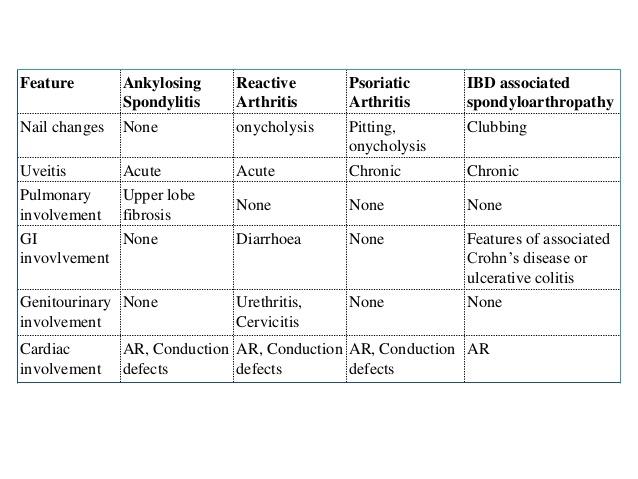 Feature Ankylosing Spondylitis Reactive Arthritis Psoriatic Arthritis IBD associated spondyloarthropathy
Nail changes None onycholysis Pitting, onycholysis Clubbing
Uveitis Acute Acute Chronic Chronic
Pulmonary involvement Upper lobe fibrosis None None None
GI invovlvement None Diarrhoea None Features of associated Crohn’s disease or ulcerative colitis
Genitourinary involvement None Urethritis, Cervicitis None None
Cardiac involvement AR, Conduction defects AR, Conduction defects AR, Conduction defects AR